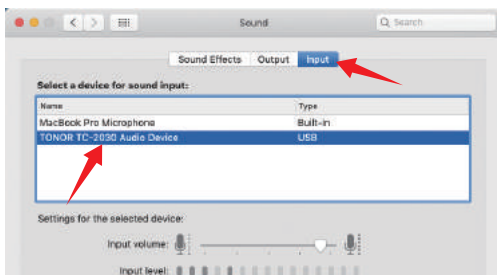 Sound
Search
Sound Effects Output Input
Select a device for sound input:
Name Type
MacBook Pro Microphone Built-in
TONOR TC-2030 Audio Device USB
Settings for the selected device:
Input volume:
Input level: